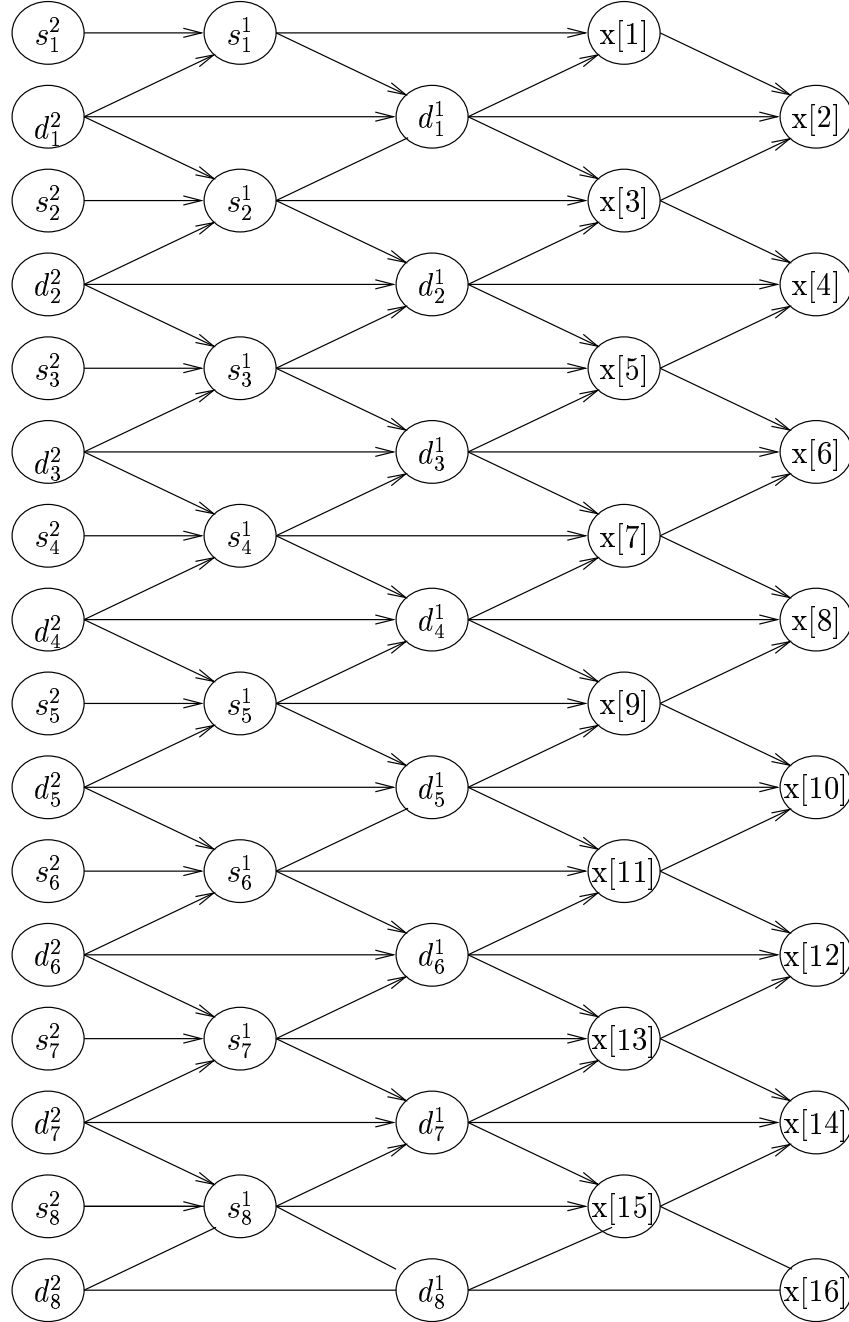 s_1^2 s_1^1 x[1]
d_1^2 d_1^1 x[2]
s_2^2 s_2^1 x[3]
d_2^2 d_2^1 x[4]
s_3^2 s_3^1 x[5]
d_3^2 d_3^1 x[6]
s_4^2 s_4^1 x[7]
d_4^2 d_4^1 x[8]
s_5^2 s_5^1 x[9]
d_5^2 d_5^1 x[10]
s_6^2 s_6^1 x[11]
d_6^2 d_6^1 x[12]
s_7^2 s_7^1 x[13]
d_7^2 d_7^1 x[14]
s_8^2 s_8^1 x[15]
d_8^2 d_8^1 x[16]